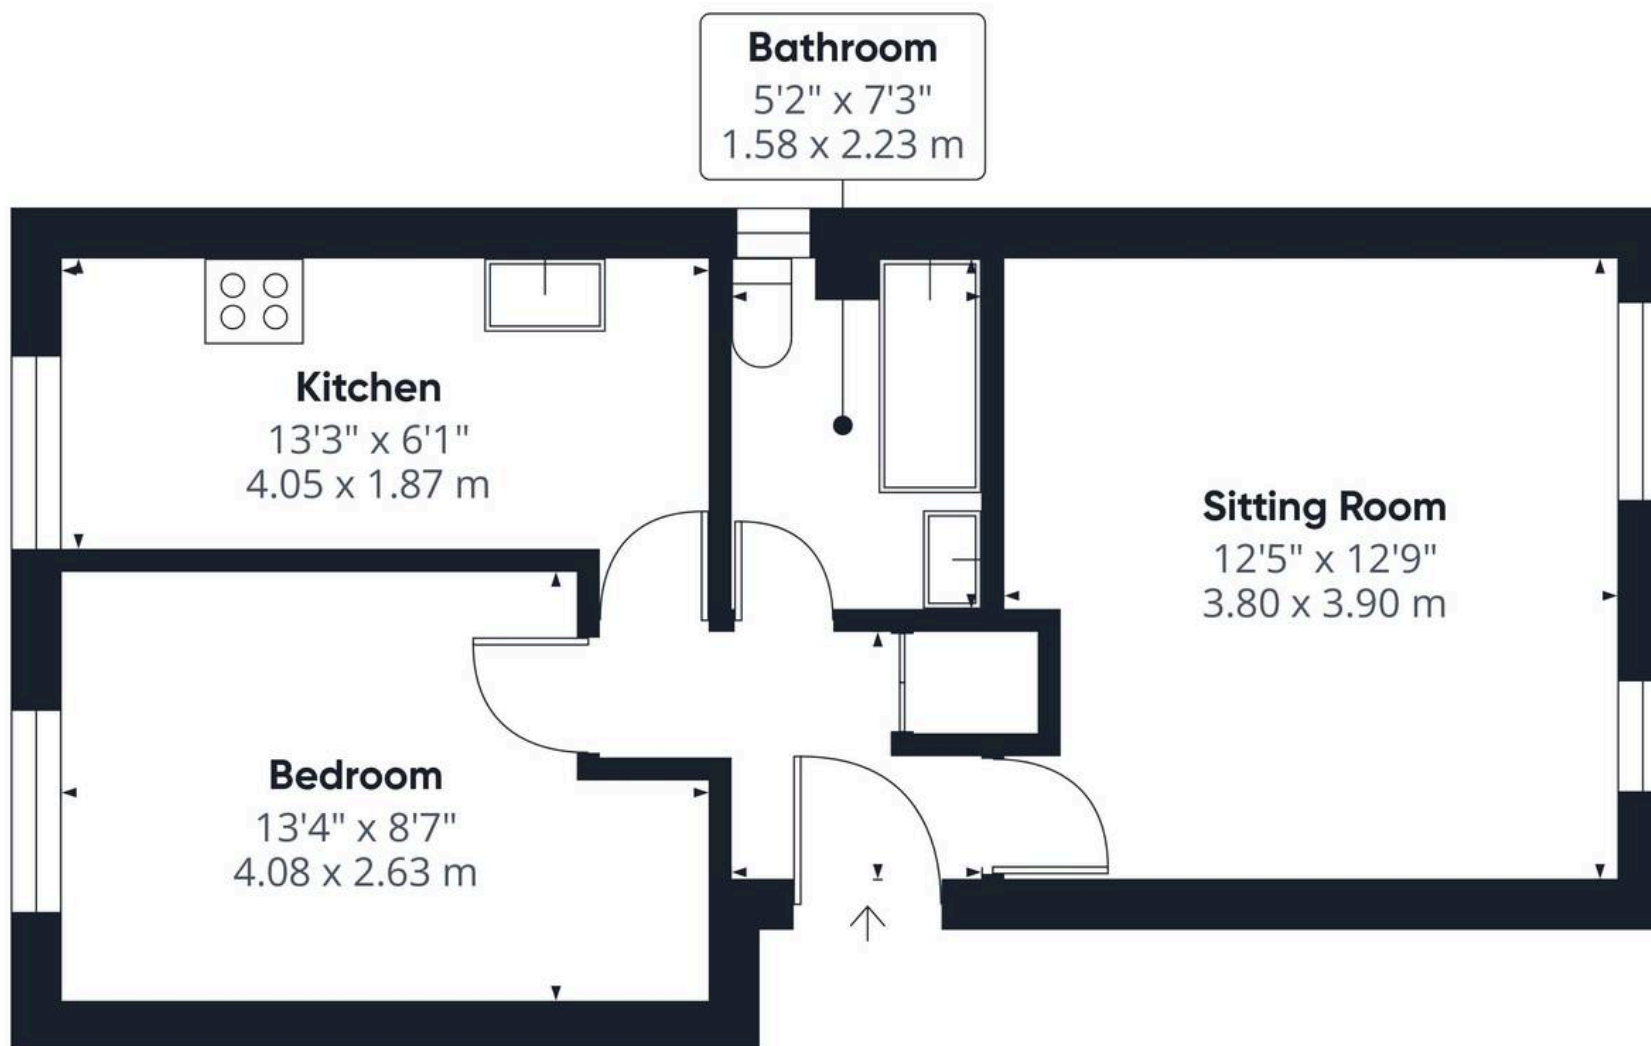 Bathroom
5'2" x 7'3"
1.58 x 2.23 m
Kitchen
13'3" x 6'1"
4.05 x 1.87 m
Sitting Room
12'5" x 12'9"
3.80 x 3.90 m
Bedroom
13'4" x 8'7"
4.08 x 2.63 m